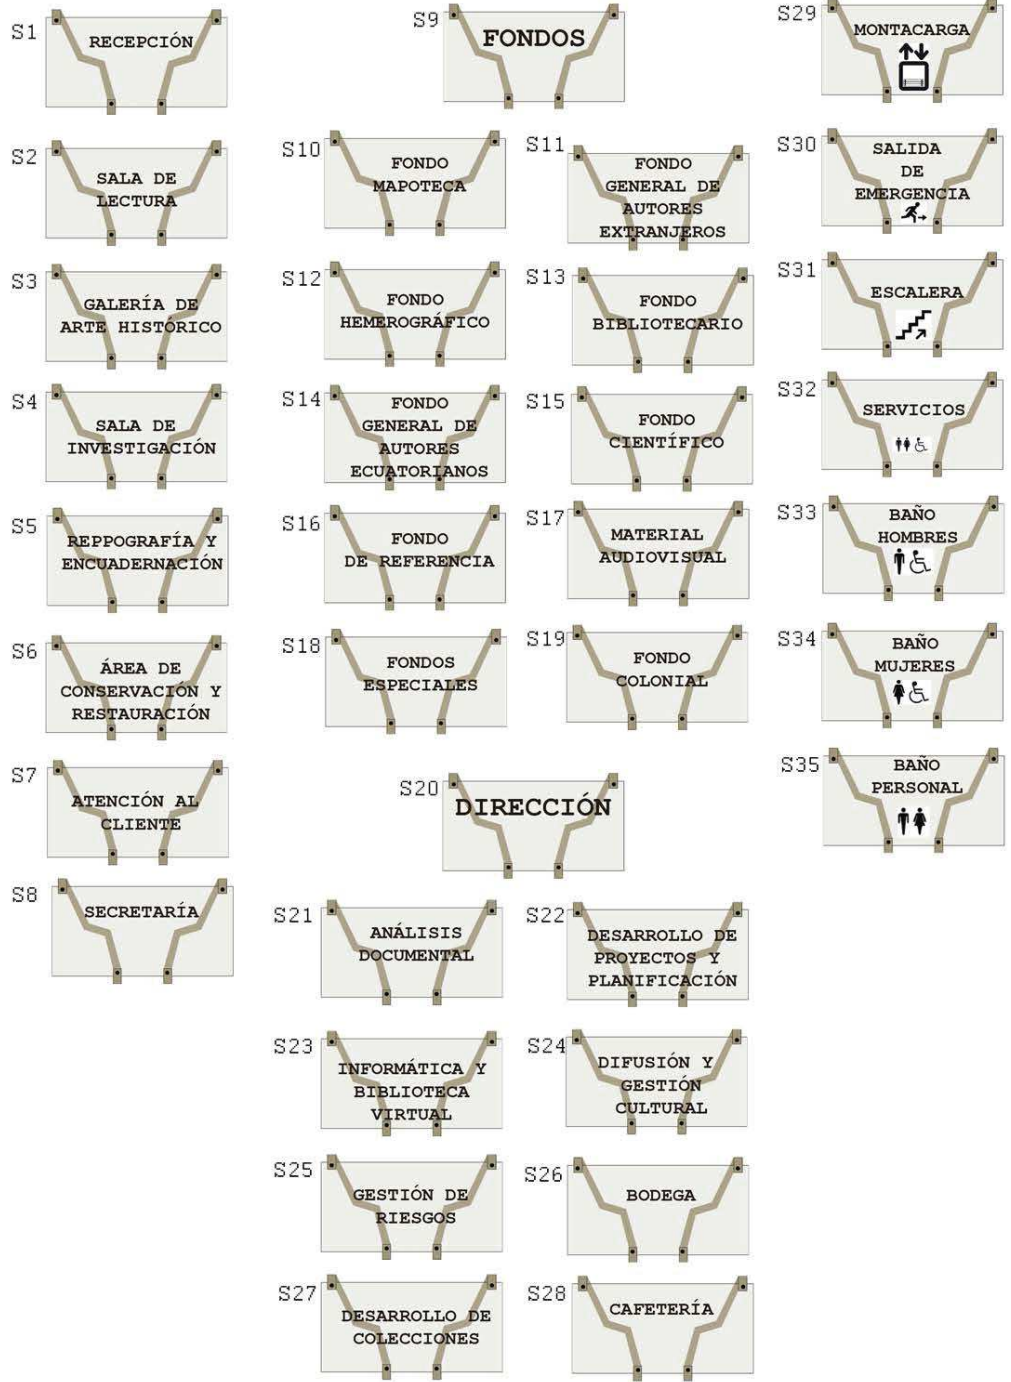 S1
RECEPCIÓN
S2
SALA DE
LECTURA
S3
GALERÍA DE
ARTE HISTÓRICO
S4
SALA DE
INVESTIGACIÓN
S5
REPPOGRAFÍA Y
ENCUADERNACIÓN
S6
ÁREA DE
CONSERVACIÓN Y
RESTAURACIÓN
S7
ATENCIÓN AL
CLIENTE
S8
SECRETARÍA
S9
FONDOS
S10
FONDO
MAPOTECA
S11
FONDO
GENERAL DE
AUTORES
EXTRANJEROS
S12
FONDO
HEMEROGRÁFICO
S13
FONDO
BIBLIOTECARIO
S14
FONDO
GENERAL DE
AUTORES
ECUATORIANOS
S15
FONDO
CIENTÍFICO
S16
FONDO
DE REFERENCIA
S17
MATERIAL
AUDIOVISUAL
S18
FONDOS
ESPECIALES
S19
FONDO
COLONIAL
S20
DIRECCIÓN
S21
ANÁLISIS
DOCUMENTAL
S22
DESARROLLO DE
PROYECTOS Y
PLANIFICACIÓN
S23
INFORMÁTICA Y
BIBLIOTECA
VIRTUAL
S24
DIFUSIÓN Y
GESTIÓN
CULTURAL
S25
GESTIÓN DE
RIESGOS
S26
BODEGA
S27
DESARROLLO DE
COLECCIONES
S28
CAFETERÍA
S29
MONTACARGA
S30
SALIDA
DE
EMERGENCIA
S31
ESCALERA
S32
SERVICIOS
S33
BAÑO
HOMBRES
S34
BAÑO
MUJERES
S35
BAÑO
PERSONAL